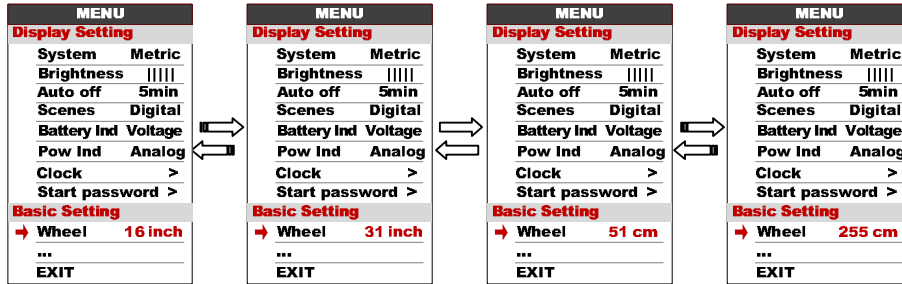 MENU
Display Setting
System Metric
Brightness |||||
Auto off 5min
Scenes Digital
Battery Ind Voltage
Pow Ind Analog
Clock >
Start password >
Basic Setting
Wheel 16 inch
...
EXIT
MENU
Display Setting
System Metric
Brightness |||||
Auto off 5min
Scenes Digital
Battery Ind Voltage
Pow Ind Analog
Clock >
Start password >
Basic Setting
Wheel 31 inch
...
EXIT
MENU
Display Setting
System Metric
Brightness |||||
Auto off 5min
Scenes Digital
Battery Ind Voltage
Pow Ind Analog
Clock >
Start password >
Basic Setting
Wheel 51 cm
...
EXIT
MENU
Display Setting
System Metric
Brightness |||||
Auto off 5min
Scenes Digital
Battery Ind Voltage
Pow Ind Analog
Clock >
Start password >
Basic Setting
Wheel 255 cm
...
EXIT